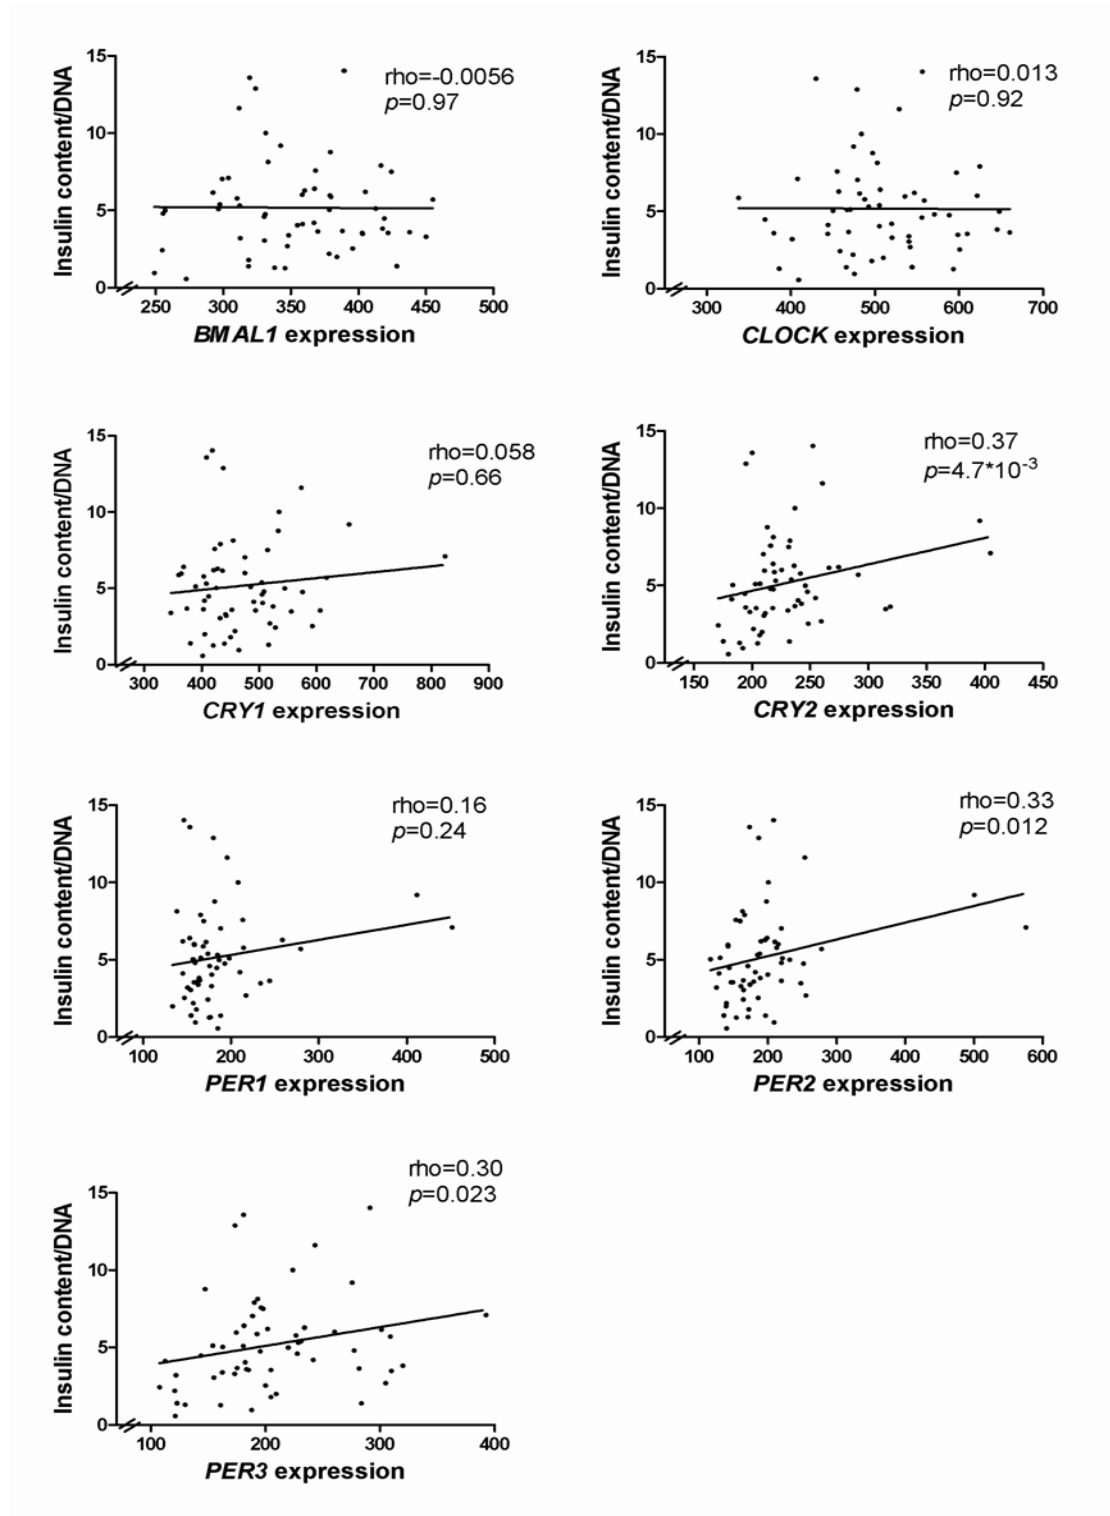 Insulin content/DNA
15
10
5
0
rho=-0.0056
p=0.97
250 300 350 400 450 500
BMAL1 expression
Insulin content/DNA
15
10
5
0
rho=0.013
p=0.92
300 400 500 600 700
CLOCK expression
Insulin content/DNA
15
10
5
0
rho=0.058
p=0.66
300 400 500 600 700 800 900
CRY1 expression
Insulin content/DNA
15
10
5
0
rho=0.37
p=4.7*10-3
150 200 250 300 350 400 450
CRY2 expression
Insulin content/DNA
15
10
5
0
rho=0.16
p=0.24
100 200 300 400 500
PER1 expression
Insulin content/DNA
15
10
5
0
rho=0.33
p=0.012
100 200 300 400 500 600
PER2 expression
Insulin content/DNA
15
10
5
0
rho=0.30
p=0.023
100 200 300 400
PER3 expression